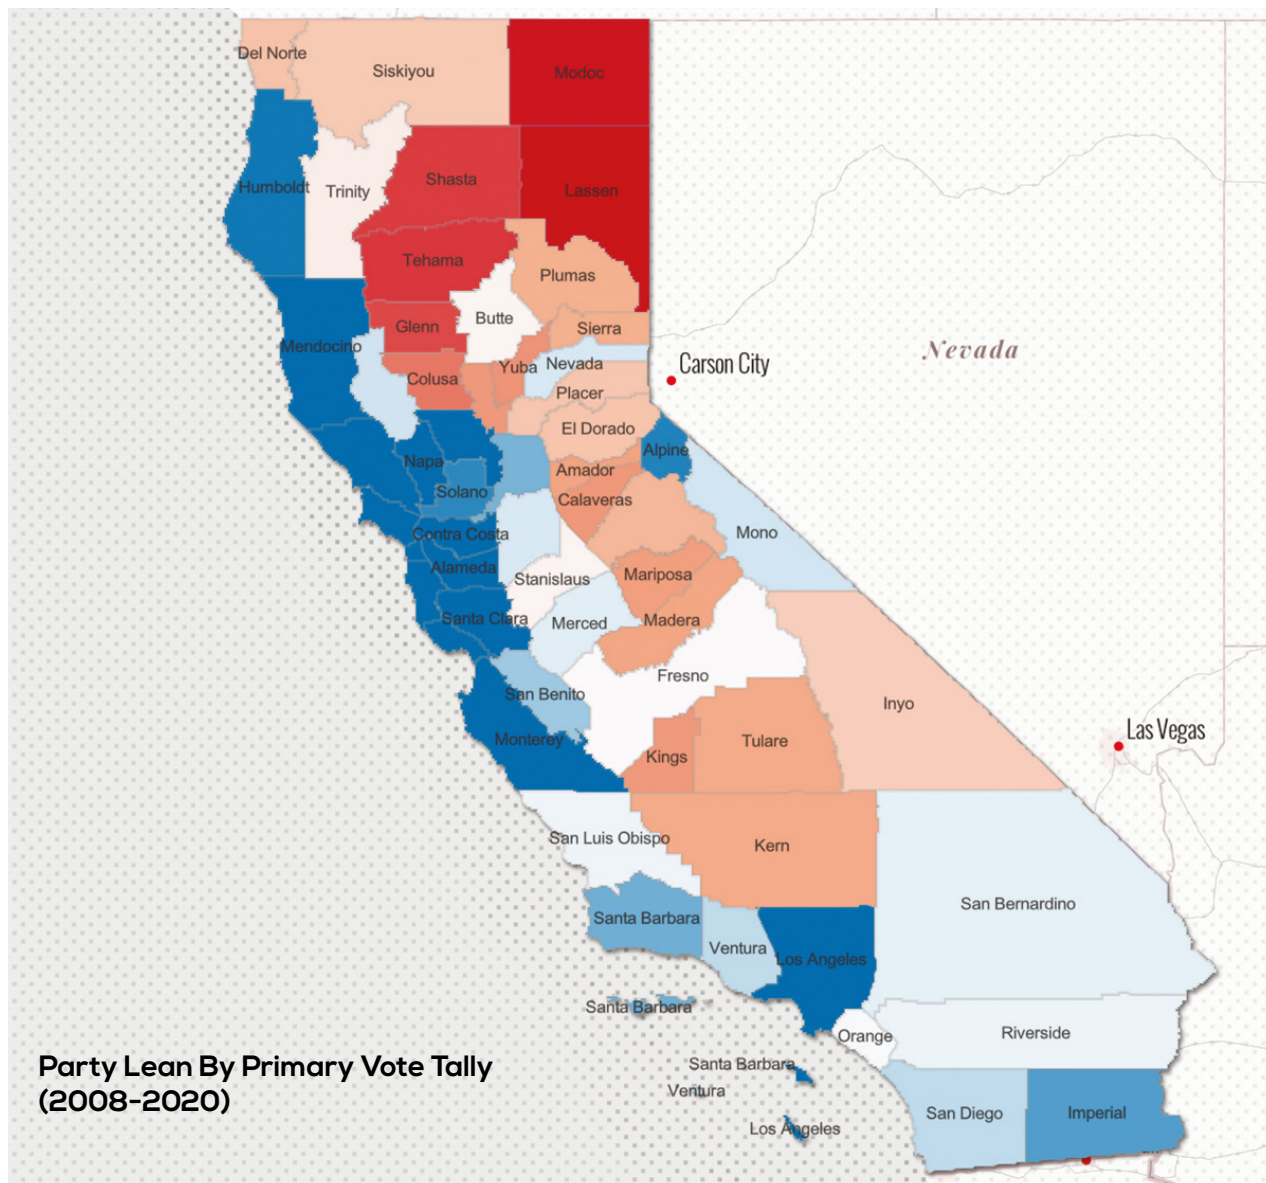 Del Norte
Siskiyou
Modoc
Humboldt
Trinity
Shasta
Lassen
Tehama
Plumas
Glenn
Butte
Sierra
Mendocino
Colusa
Yuba
Nevada
Placer
Carson City
Nevada
El Dorado
Alpine
Napa
Amador
Solano
Calaveras
Contra Costa
Mono
Alameda
Stanislaus
Mariposa
Santa Clara
Merced
Madera
Fresno
San Benito
Inyo
Monterey
Kings
Tulare
Las Vegas
San Luis Obispo
Kern
San Bernardino
Santa Barbara
Ventura
Los Angeles
Santa Barbara
Orange
Riverside
Party Lean By Primary Vote Tally
(2008-2020)
Santa Barbara
Ventura
Los Angeles
San Diego
Imperial